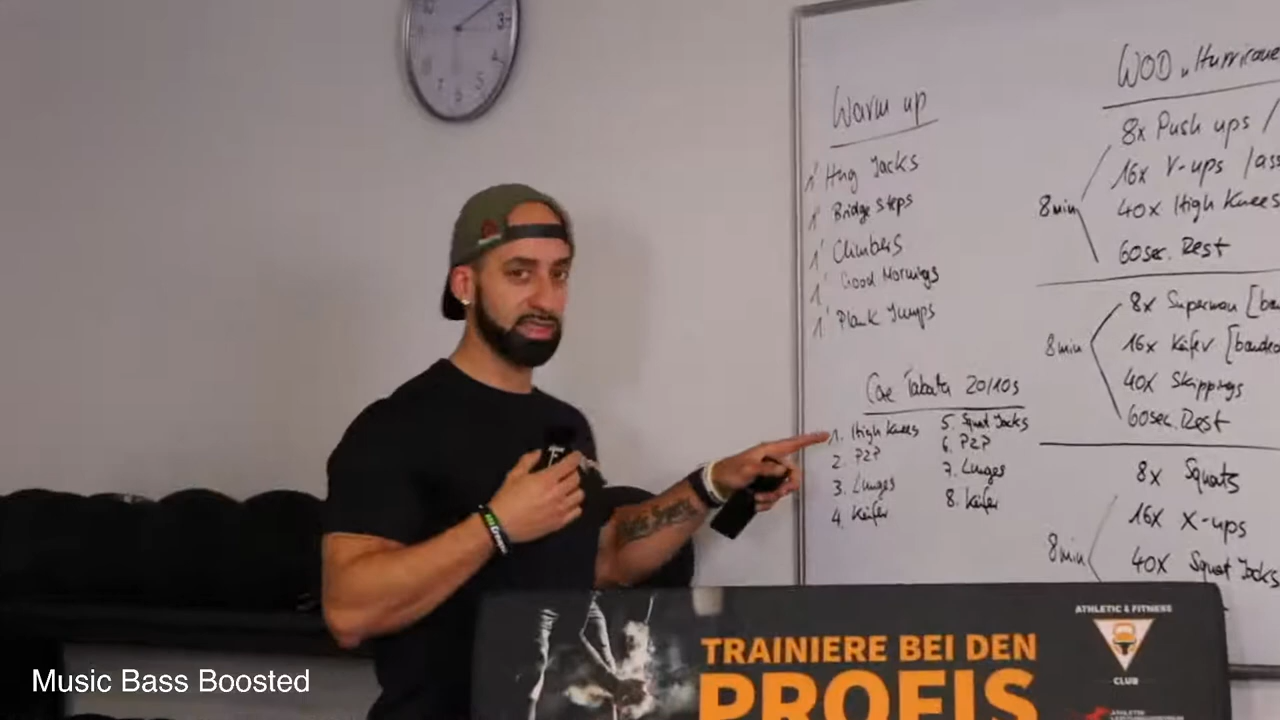 Warm up
1' Hug Jacks
1' Bridge Steps
1' Climbers
1' Good Mornings
1' Plank Jumps
Core Tabata 20/10s
1. High Knees
2. P2P
3. Lunges
4. Käfer
5. Squat Jacks
6. P2P
7. Lunges
8. Käfer
WOD „Hurricane
8min
8x Push ups /
16x V-ups /ass
40x High Knees
60sec. Rest
8min
8x Superman [ba
16x Käfer [banded
40x Skippings
60sec. Rest
8min
8x Squats
16x X-ups
40x Squat Jacks
TRAINIERE BEI DEN
PROFIS
ATHLETIC & FITNESS
CLUB
Music Bass Boosted